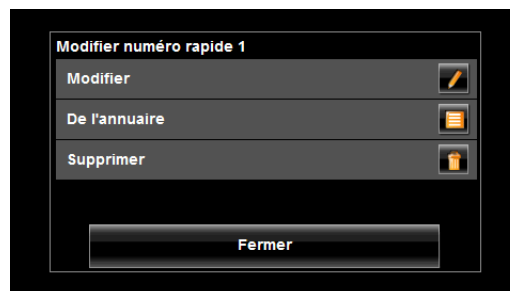 Modifier numéro rapide 1
Modifier
De l'annuaire
Supprimer
Fermer